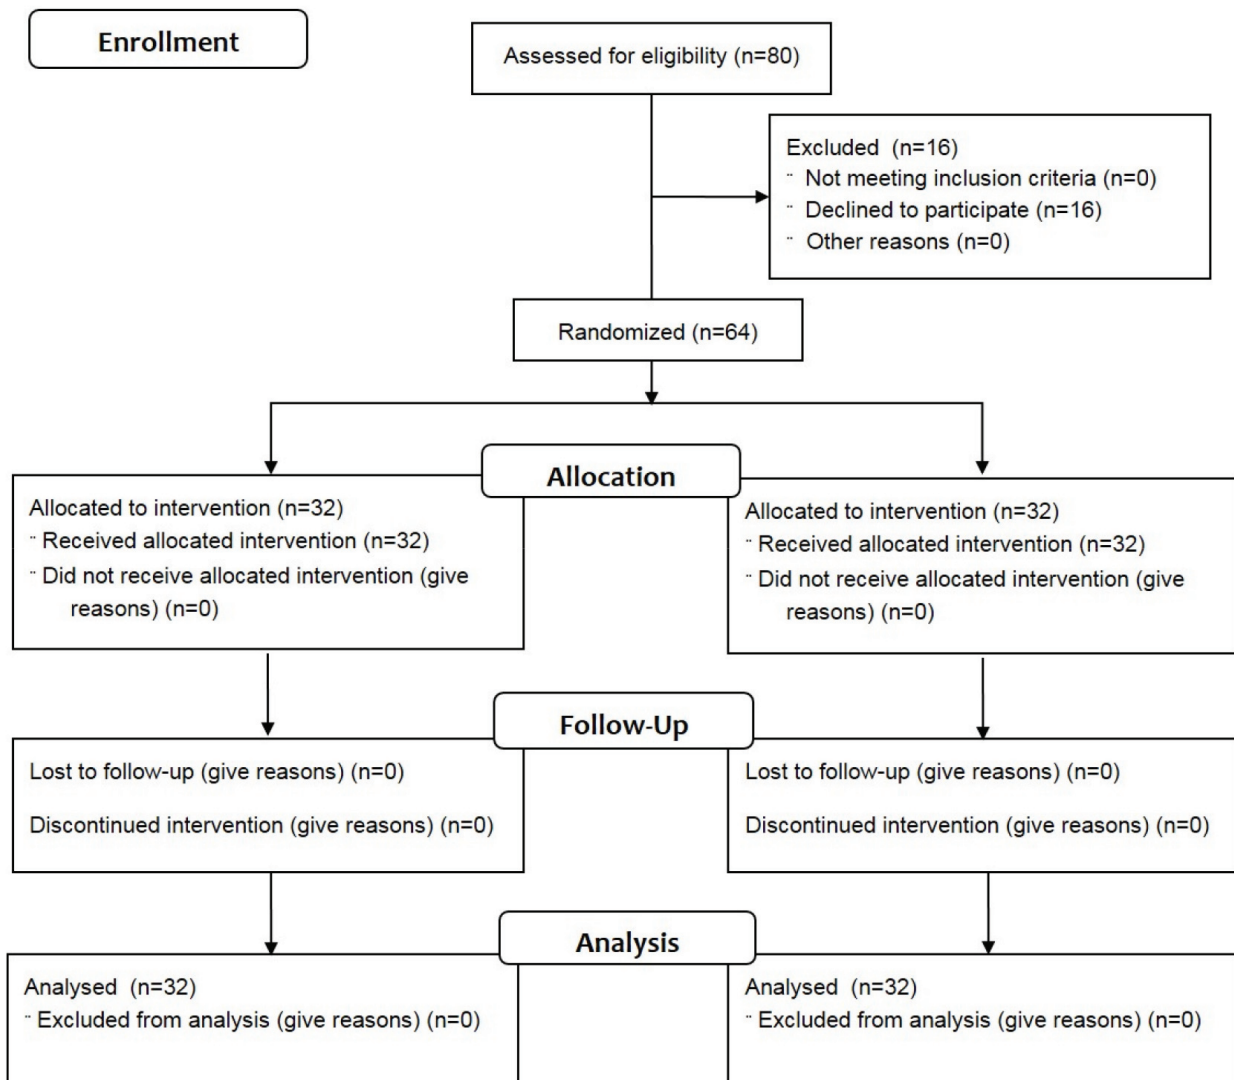 Enrollment
Assessed for eligibility (n=80)
Excluded (n=16)
¨ Not meeting inclusion criteria (n=0)
¨ Declined to participate (n=16)
¨ Other reasons (n=0)
Randomized (n=64)
Allocation
Allocated to intervention (n=32)
¨ Received allocated intervention (n=32)
¨ Did not receive allocated intervention (give
reasons) (n=0)
Allocated to intervention (n=32)
¨ Received allocated intervention (n=32)
¨ Did not receive allocated intervention (give
reasons) (n=0)
Follow-Up
Lost to follow-up (give reasons) (n=0)
Discontinued intervention (give reasons) (n=0)
Lost to follow-up (give reasons) (n=0)
Discontinued intervention (give reasons) (n=0)
Analysis
Analysed (n=32)
¨ Excluded from analysis (give reasons) (n=0)
Analysed (n=32)
¨ Excluded from analysis (give reasons) (n=0)